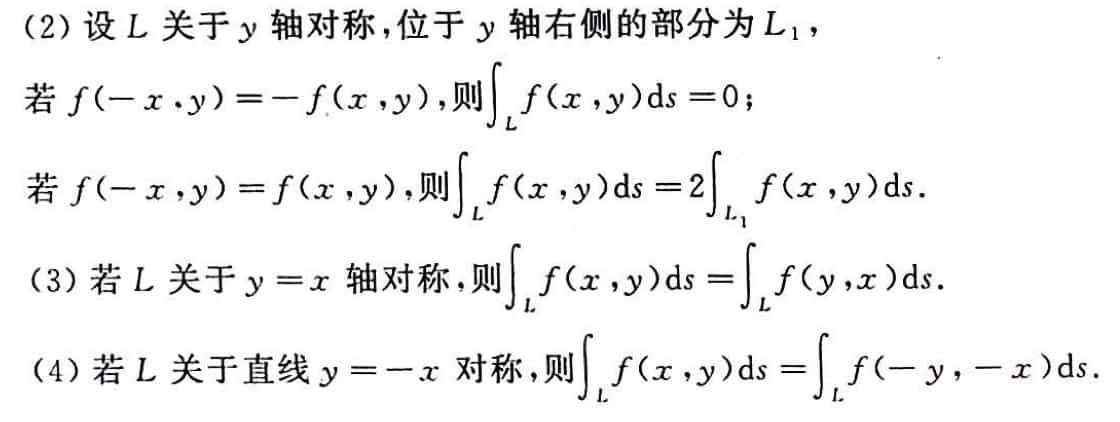 (2) 设 L 关于 y 轴对称,位于 y 轴右侧的部分为 L₁,
若 f(－x,y)＝－f(x,y),则∫_L f(x,y)ds＝0;
若 f(－x,y)＝f(x,y),则∫_L f(x,y)ds＝2∫_{L₁} f(x,y)ds.
(3) 若 L 关于 y＝x 轴对称,则∫_L f(x,y)ds＝∫_L f(y,x)ds.
(4) 若 L 关于直线 y＝－x 对称,则∫_L f(x,y)ds＝∫_L f(－y,－x)ds.